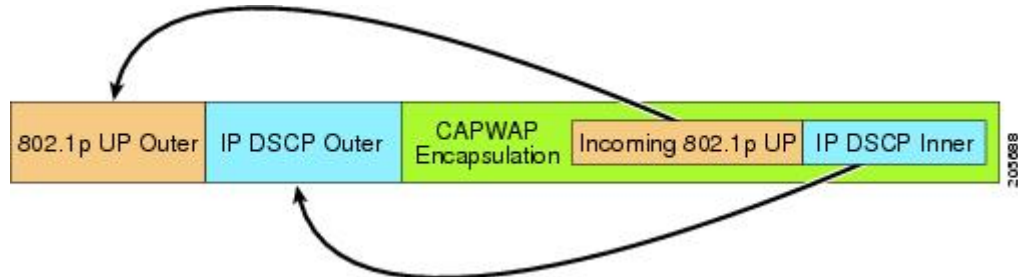 802.1p UP Outer
IP DSCP Outer
CAPWAP
Encapsulation
Incoming 802.1p UP
IP DSCP Inner
205688